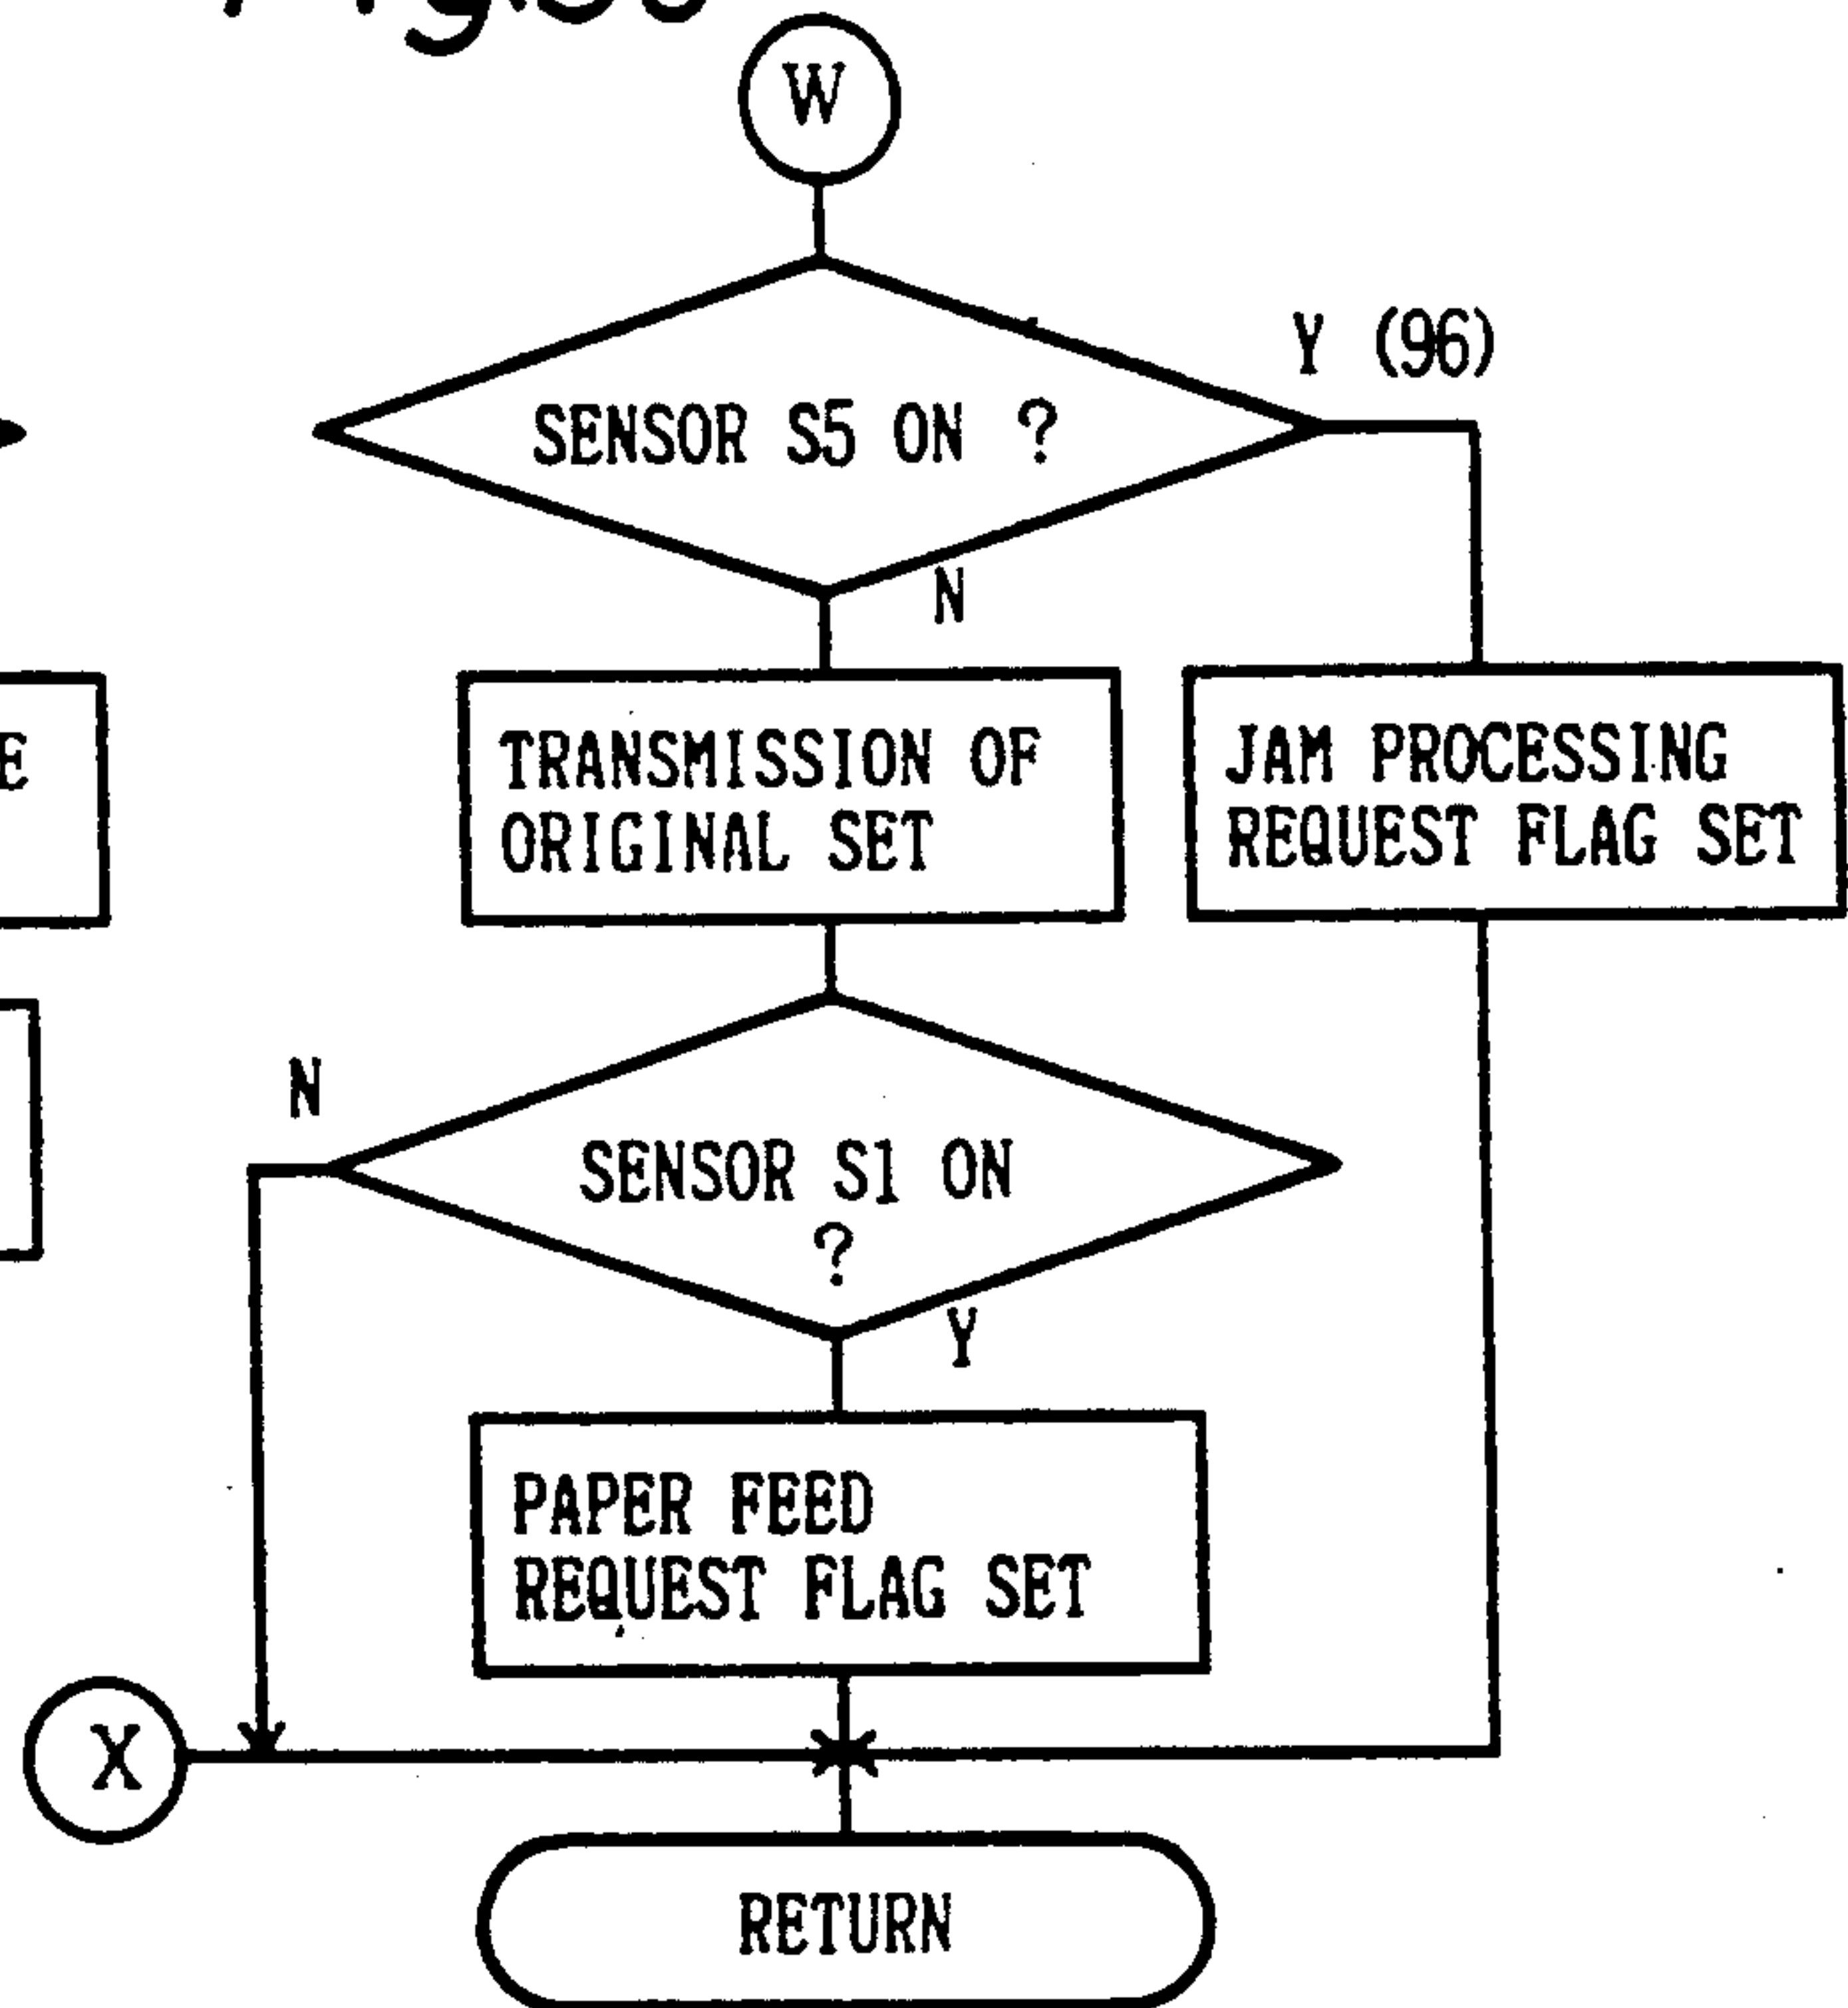 W
Y (96)
SENSOR S5 ON ?
N
TRANSMISSION OF
ORIGINAL SET
JAM PROCESSING
REQUEST FLAG SET
N
SENSOR S1 ON
?
Y
PAPER FEED
REQUEST FLAG SET
X
RETURN